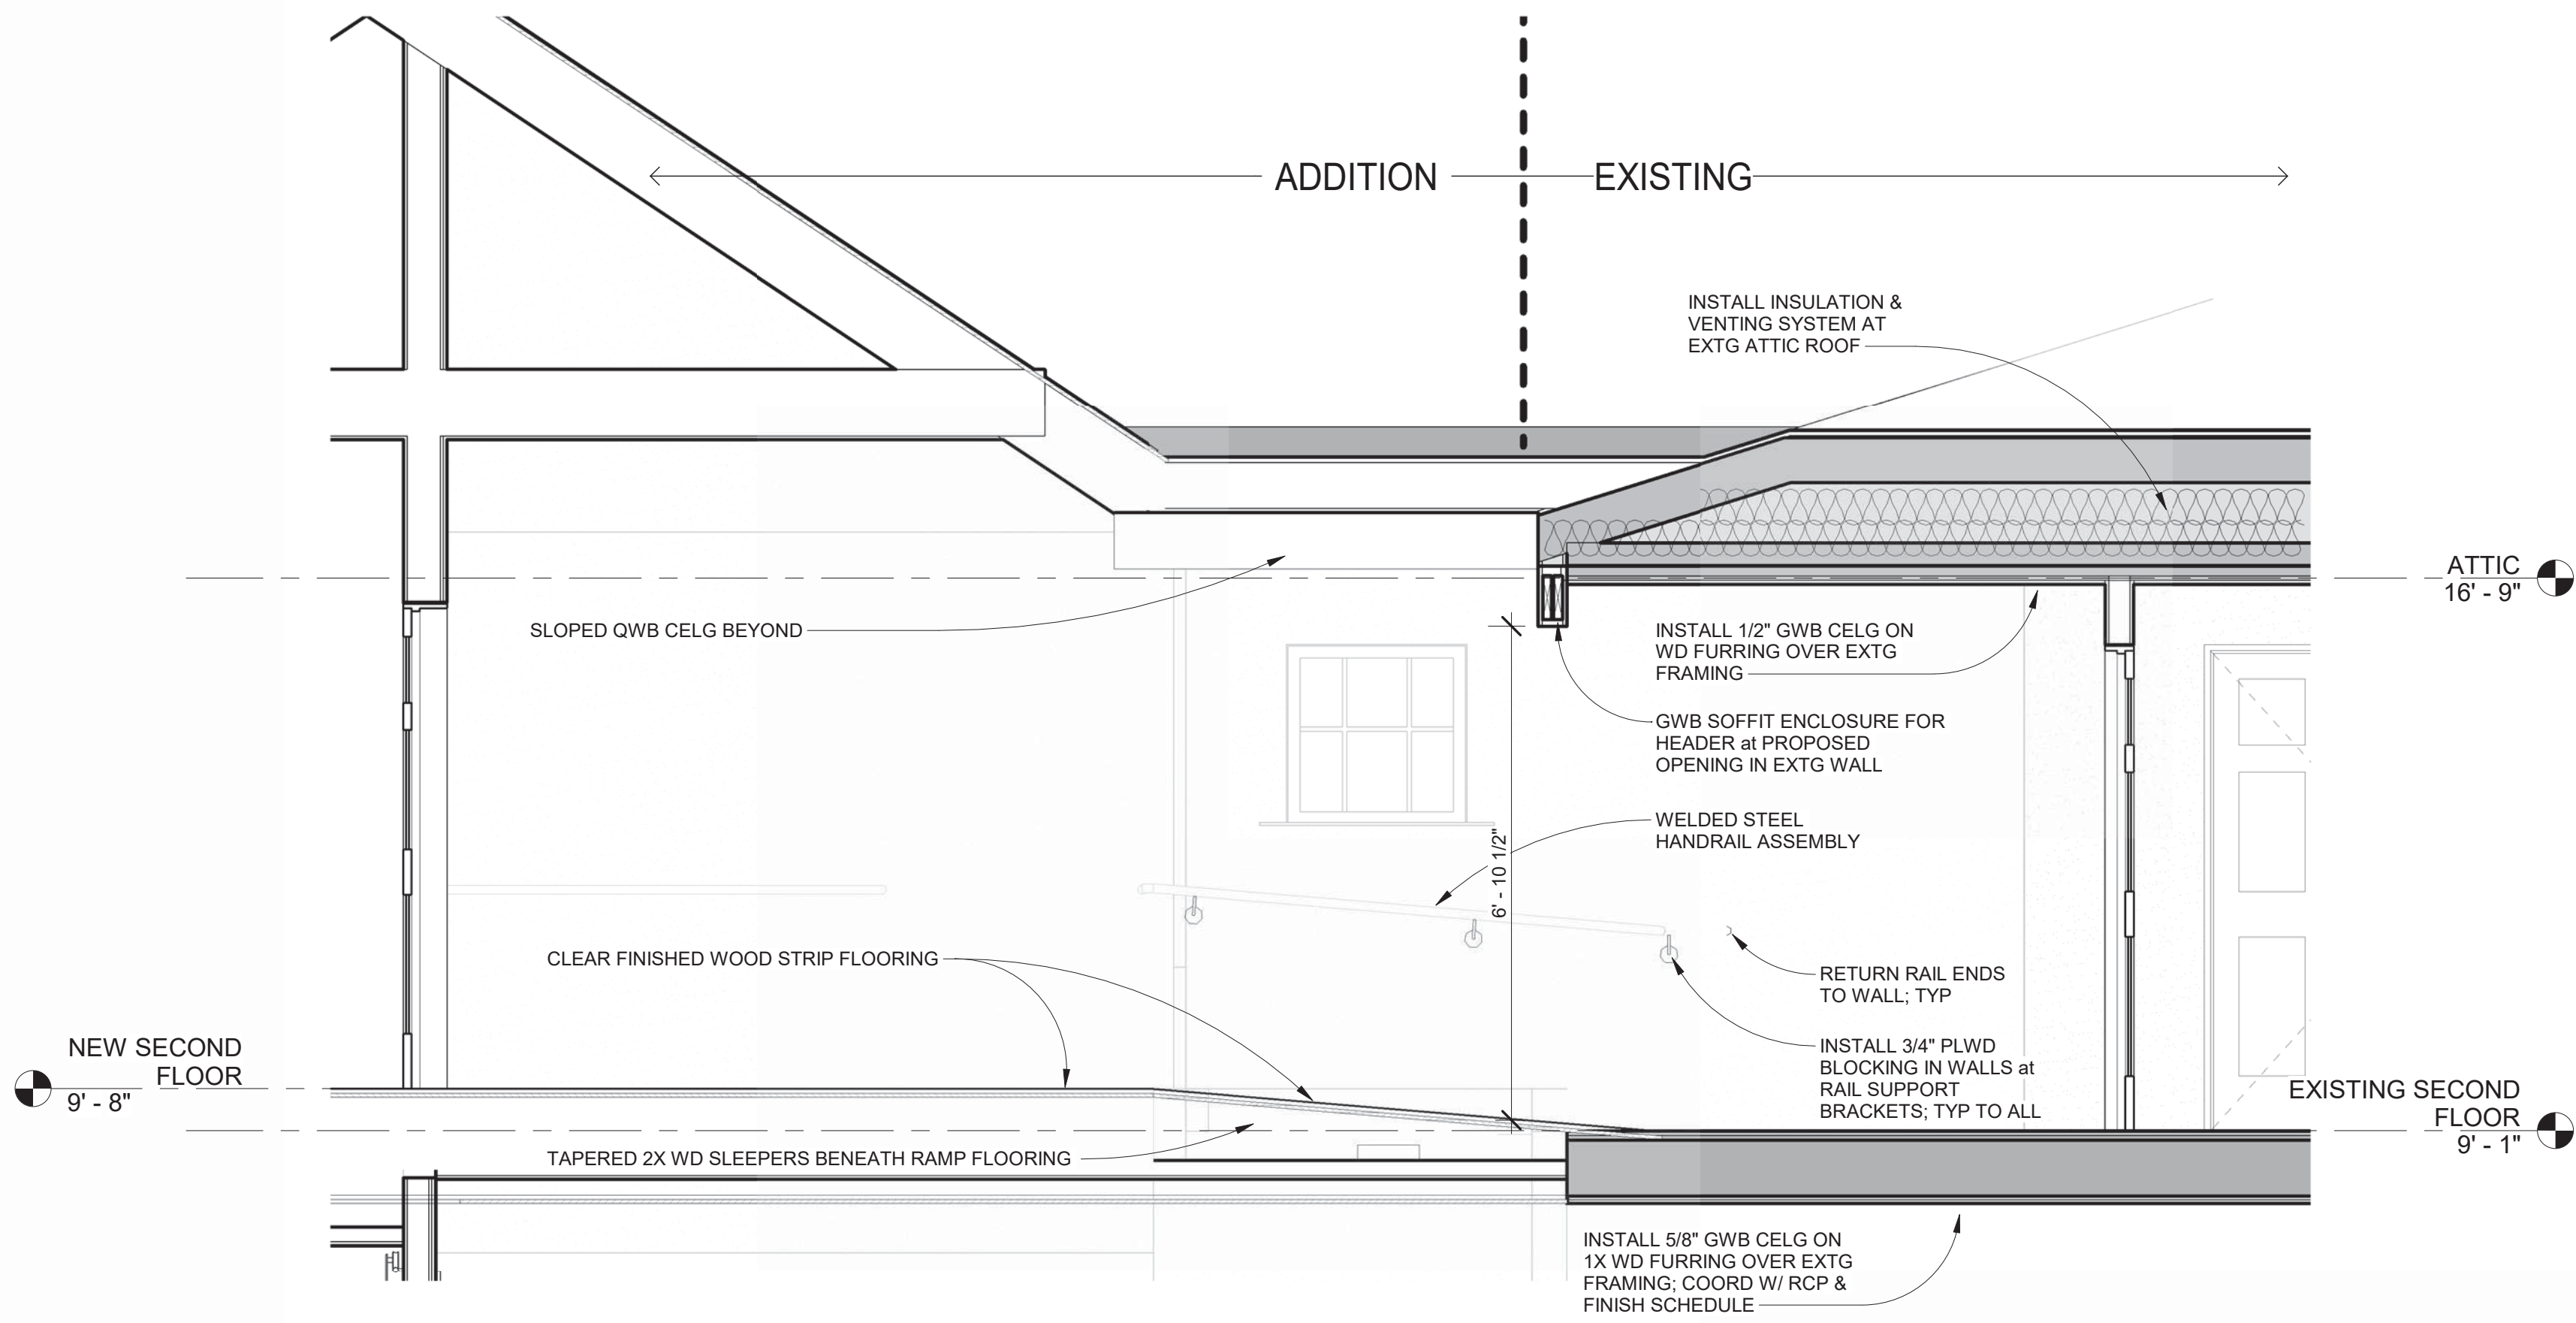 ADDITION
EXISTING
INSTALL INSULATION &
VENTING SYSTEM AT
EXTG ATTIC ROOF
ATTIC
16' - 9"
SLOPED QWB CELG BEYOND
INSTALL 1/2" GWB CELG ON
WD FURRING OVER EXTG
FRAMING
GWB SOFFIT ENCLOSURE FOR
HEADER at PROPOSED
OPENING IN EXTG WALL
WELDED STEEL
HANDRAIL ASSEMBLY
6' - 10 1/2"
CLEAR FINISHED WOOD STRIP FLOORING
RETURN RAIL ENDS
TO WALL; TYP
INSTALL 3/4" PLWD
BLOCKING IN WALLS at
RAIL SUPPORT
BRACKETS; TYP TO ALL
NEW SECOND
FLOOR
9' - 8"
EXISTING SECOND
FLOOR
9' - 1"
TAPERED 2X WD SLEEPERS BENEATH RAMP FLOORING
INSTALL 5/8" GWB CELG ON
1X WD FURRING OVER EXTG
FRAMING; COORD W/ RCP &
FINISH SCHEDULE